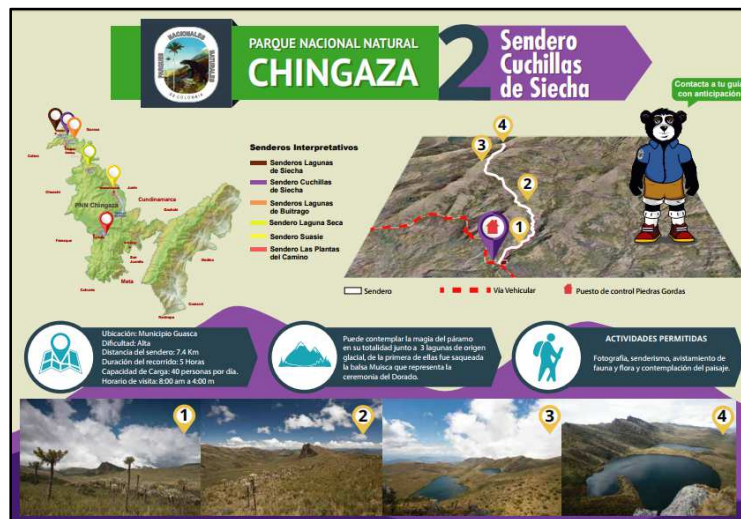 PARQUES NACIONALES NATURALES
DE COLOMBIA
PARQUE NACIONAL NATURAL
CHINGAZA
2
Sendero
Cuchillas
de Siecha
Contacta a tu guía
con anticipación
Senderos Interpretativos
Senderos Lagunas
de Siecha
Sendero Cuchillas
de Siecha
Senderos Lagunas
de Buitrago
Sendero Laguna Seca
Sendero Suasie
Sendero Las Plantas
del Camino
PNN Chingaza
Cundinamarca
Meta
4
3
2
1
Sendero
Vía Vehicular
Puesto de control Piedras Gordas
Ubicación: Municipio Guasca
Dificultad: Alta
Distancia del sendero: 7.4 Km
Duración del recorrido: 5 Horas
Capacidad de Carga: 40 personas por día.
Horario de visita: 8:00 am a 4:00 m
Puede contemplar la magia del páramo
en su totalidad junto a 3 lagunas de origen
glacial, de la primera de ellas fue saqueada
la balsa Muisca que representa la
ceremonia del Dorado.
ACTIVIDADES PERMITIDAS
Fotografía, senderismo, avistamiento de
fauna y flora y contemplación del paisaje.
1
2
3
4